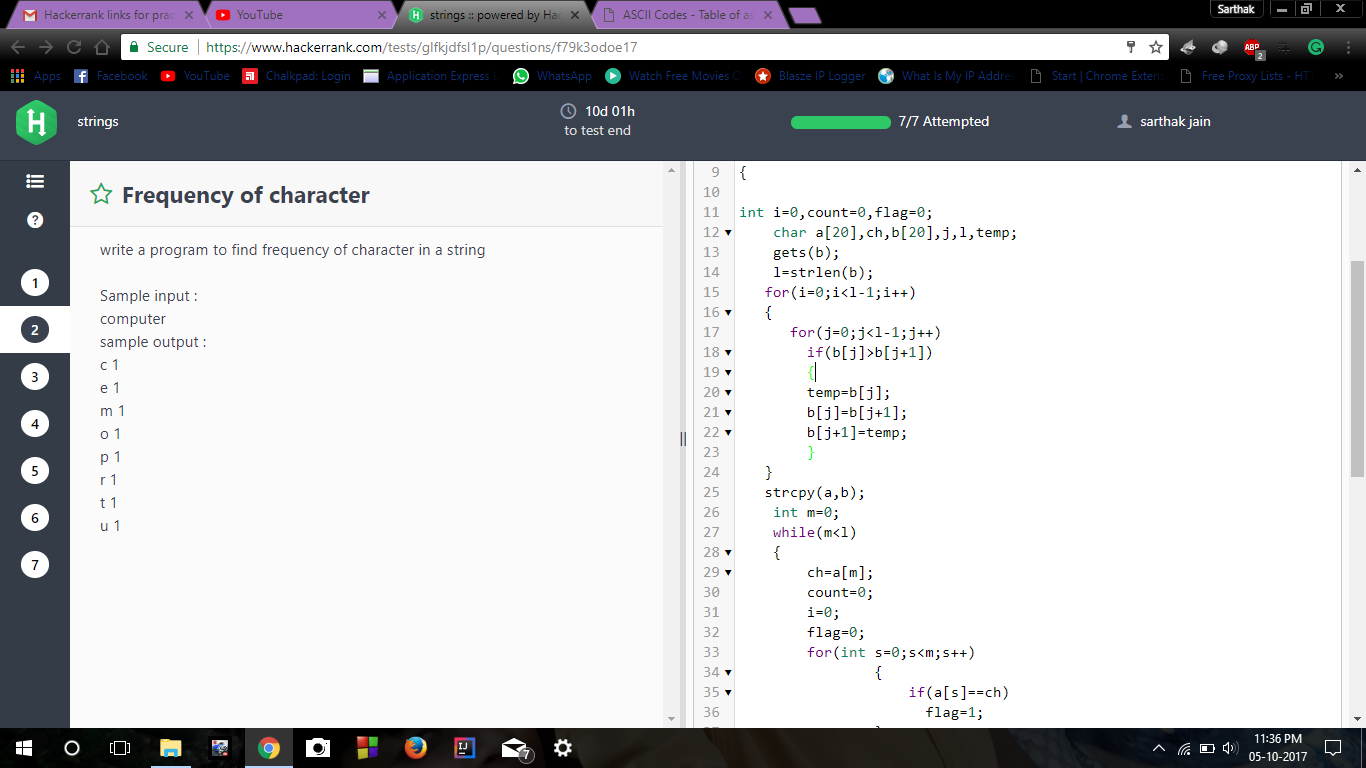 Hackerrank links for prac
YouTube
strings :: powered by Ha
ASCII Codes - Table of as
Sarthak
Secure
https://www.hackerrank.com/tests/glfkjdfsl1p/questions/f79k3odoe17
ABP
2
Apps
Facebook
YouTube
Chalkpad: Login
Application Express
WhatsApp
Watch Free Movies
Blasze IP Logger
What Is My IP Addre
Start | Chrome Exten
Free Proxy Lists - HT
»
strings
10d 01h
to test end
7/7 Attempted
sarthak jain
?
1
2
3
4
5
6
7
Frequency of character
write a program to find frequency of character in a string
Sample input :
computer
sample output :
c 1
e 1
m 1
o 1
p 1
r 1
t 1
u 1
9 {
10
11 int i=0,count=0,flag=0;
12 char a[20],ch,b[20],j,l,temp;
13 gets(b);
14 l=strlen(b);
15 for(i=0;i<l-1;i++)
16 {
17 for(j=0;j<l-1;j++)
18 if(b[j]>b[j+1])
19 {
20 temp=b[j];
21 b[j]=b[j+1];
22 b[j+1]=temp;
23 }
24 }
25 strcpy(a,b);
26 int m=0;
27 while(m<l)
28 {
29 ch=a[m];
30 count=0;
31 i=0;
32 flag=0;
33 for(int s=0;s<m;s++)
34 {
35 if(a[s]==ch)
36 flag=1;
7
11:36 PM
05-10-2017